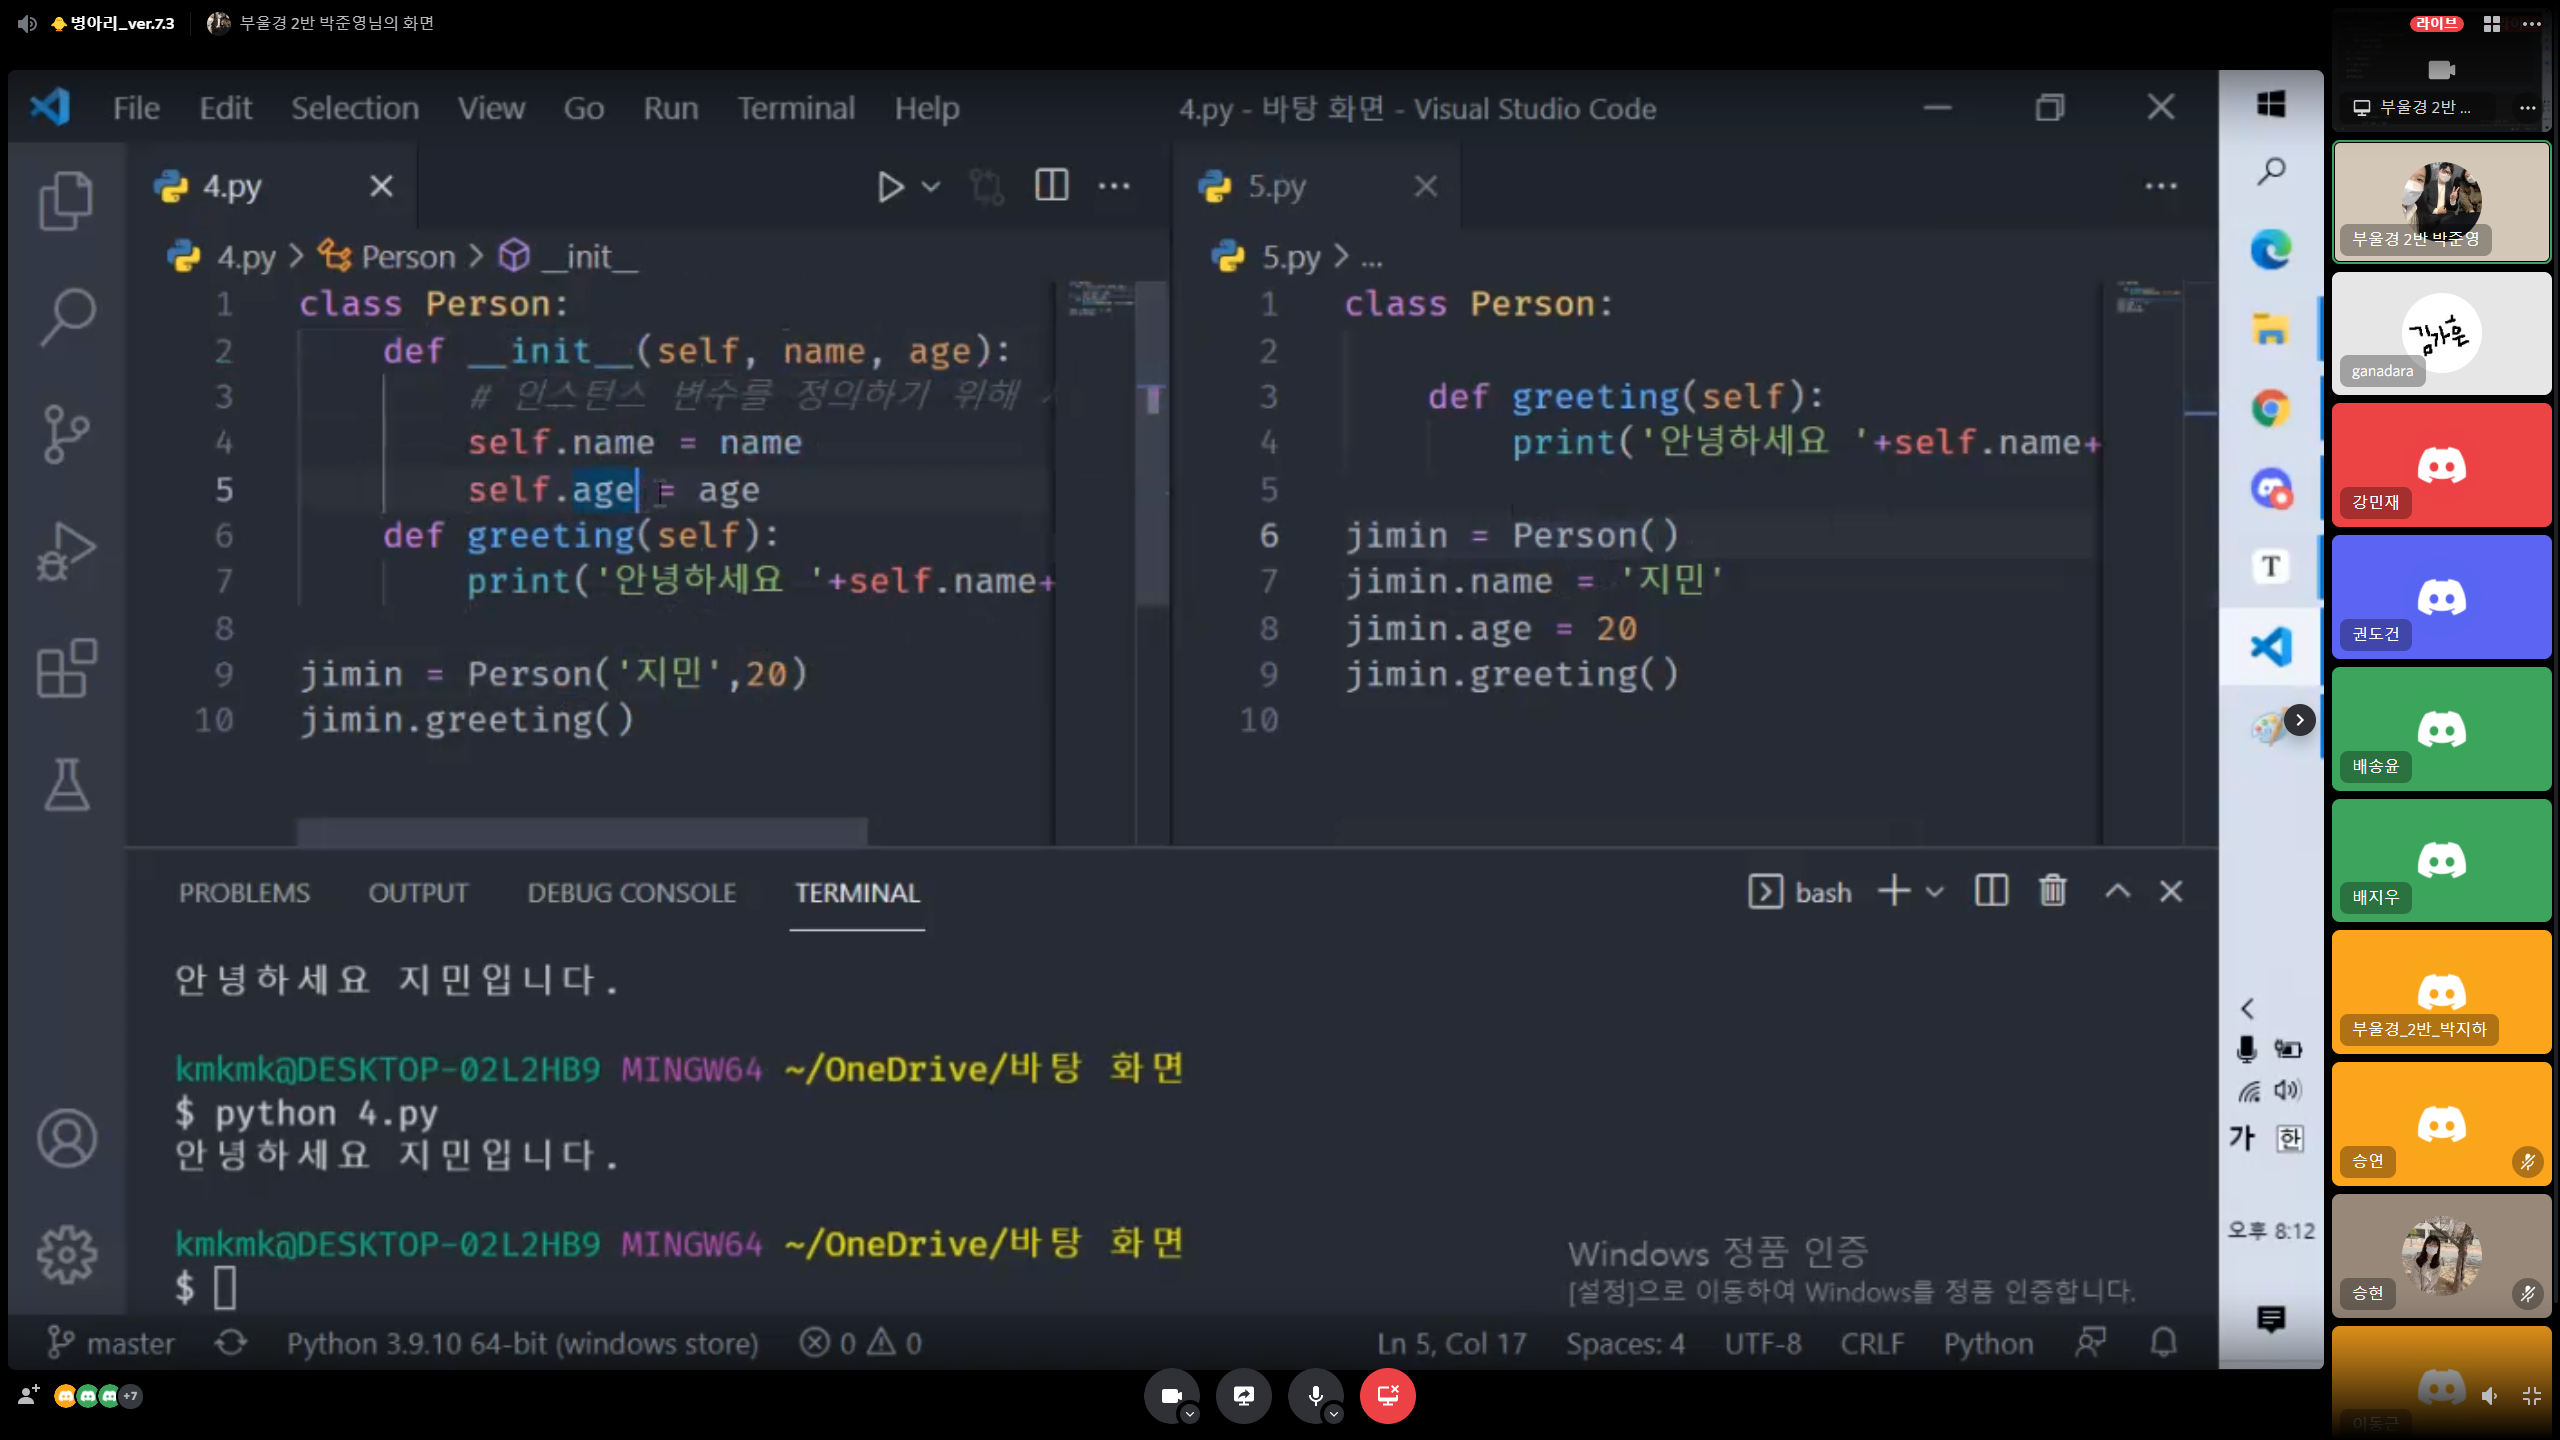 병아리_ver.7.3
부울경 2반 박준영님의 화면
라이브
File Edit Selection View Go Run Terminal Help
4.py - 바탕 화면 - Visual Studio Code
4.py
4.py > Person > __init__
1 class Person:
2 def __init__(self, name, age):
3 # 인스턴스 변수를 정의하기 위해
4 self.name = name
5 self.age = age
6 def greeting(self):
7 print('안녕하세요 '+self.name+
8
9 jimin = Person('지민',20)
10 jimin.greeting()
5.py
5.py > ...
1 class Person:
2
3 def greeting(self):
4 print('안녕하세요 '+self.name+
5
6 jimin = Person()
7 jimin.name = '지민'
8 jimin.age = 20
9 jimin.greeting()
10
PROBLEMS OUTPUT DEBUG CONSOLE TERMINAL
bash
안녕하세요 지민입니다.
kmkmk@DESKTOP-02L2HB9 MINGW64 ~/OneDrive/바탕 화면
$ python 4.py
안녕하세요 지민입니다.
kmkmk@DESKTOP-02L2HB9 MINGW64 ~/OneDrive/바탕 화면
$
Windows 정품 인증
[설정]으로 이동하여 Windows를 정품 인증합니다.
master Python 3.9.10 64-bit (windows store) 0 0
Ln 5, Col 17 Spaces: 4 UTF-8 CRLF Python
T
가 한
오후 8:12
부울경 2반 ...
부울경 2반 박준영
김가은
ganadara
강민재
권도건
배송윤
배지우
부울경_2반_박지하
승연
승현
이동근
+7